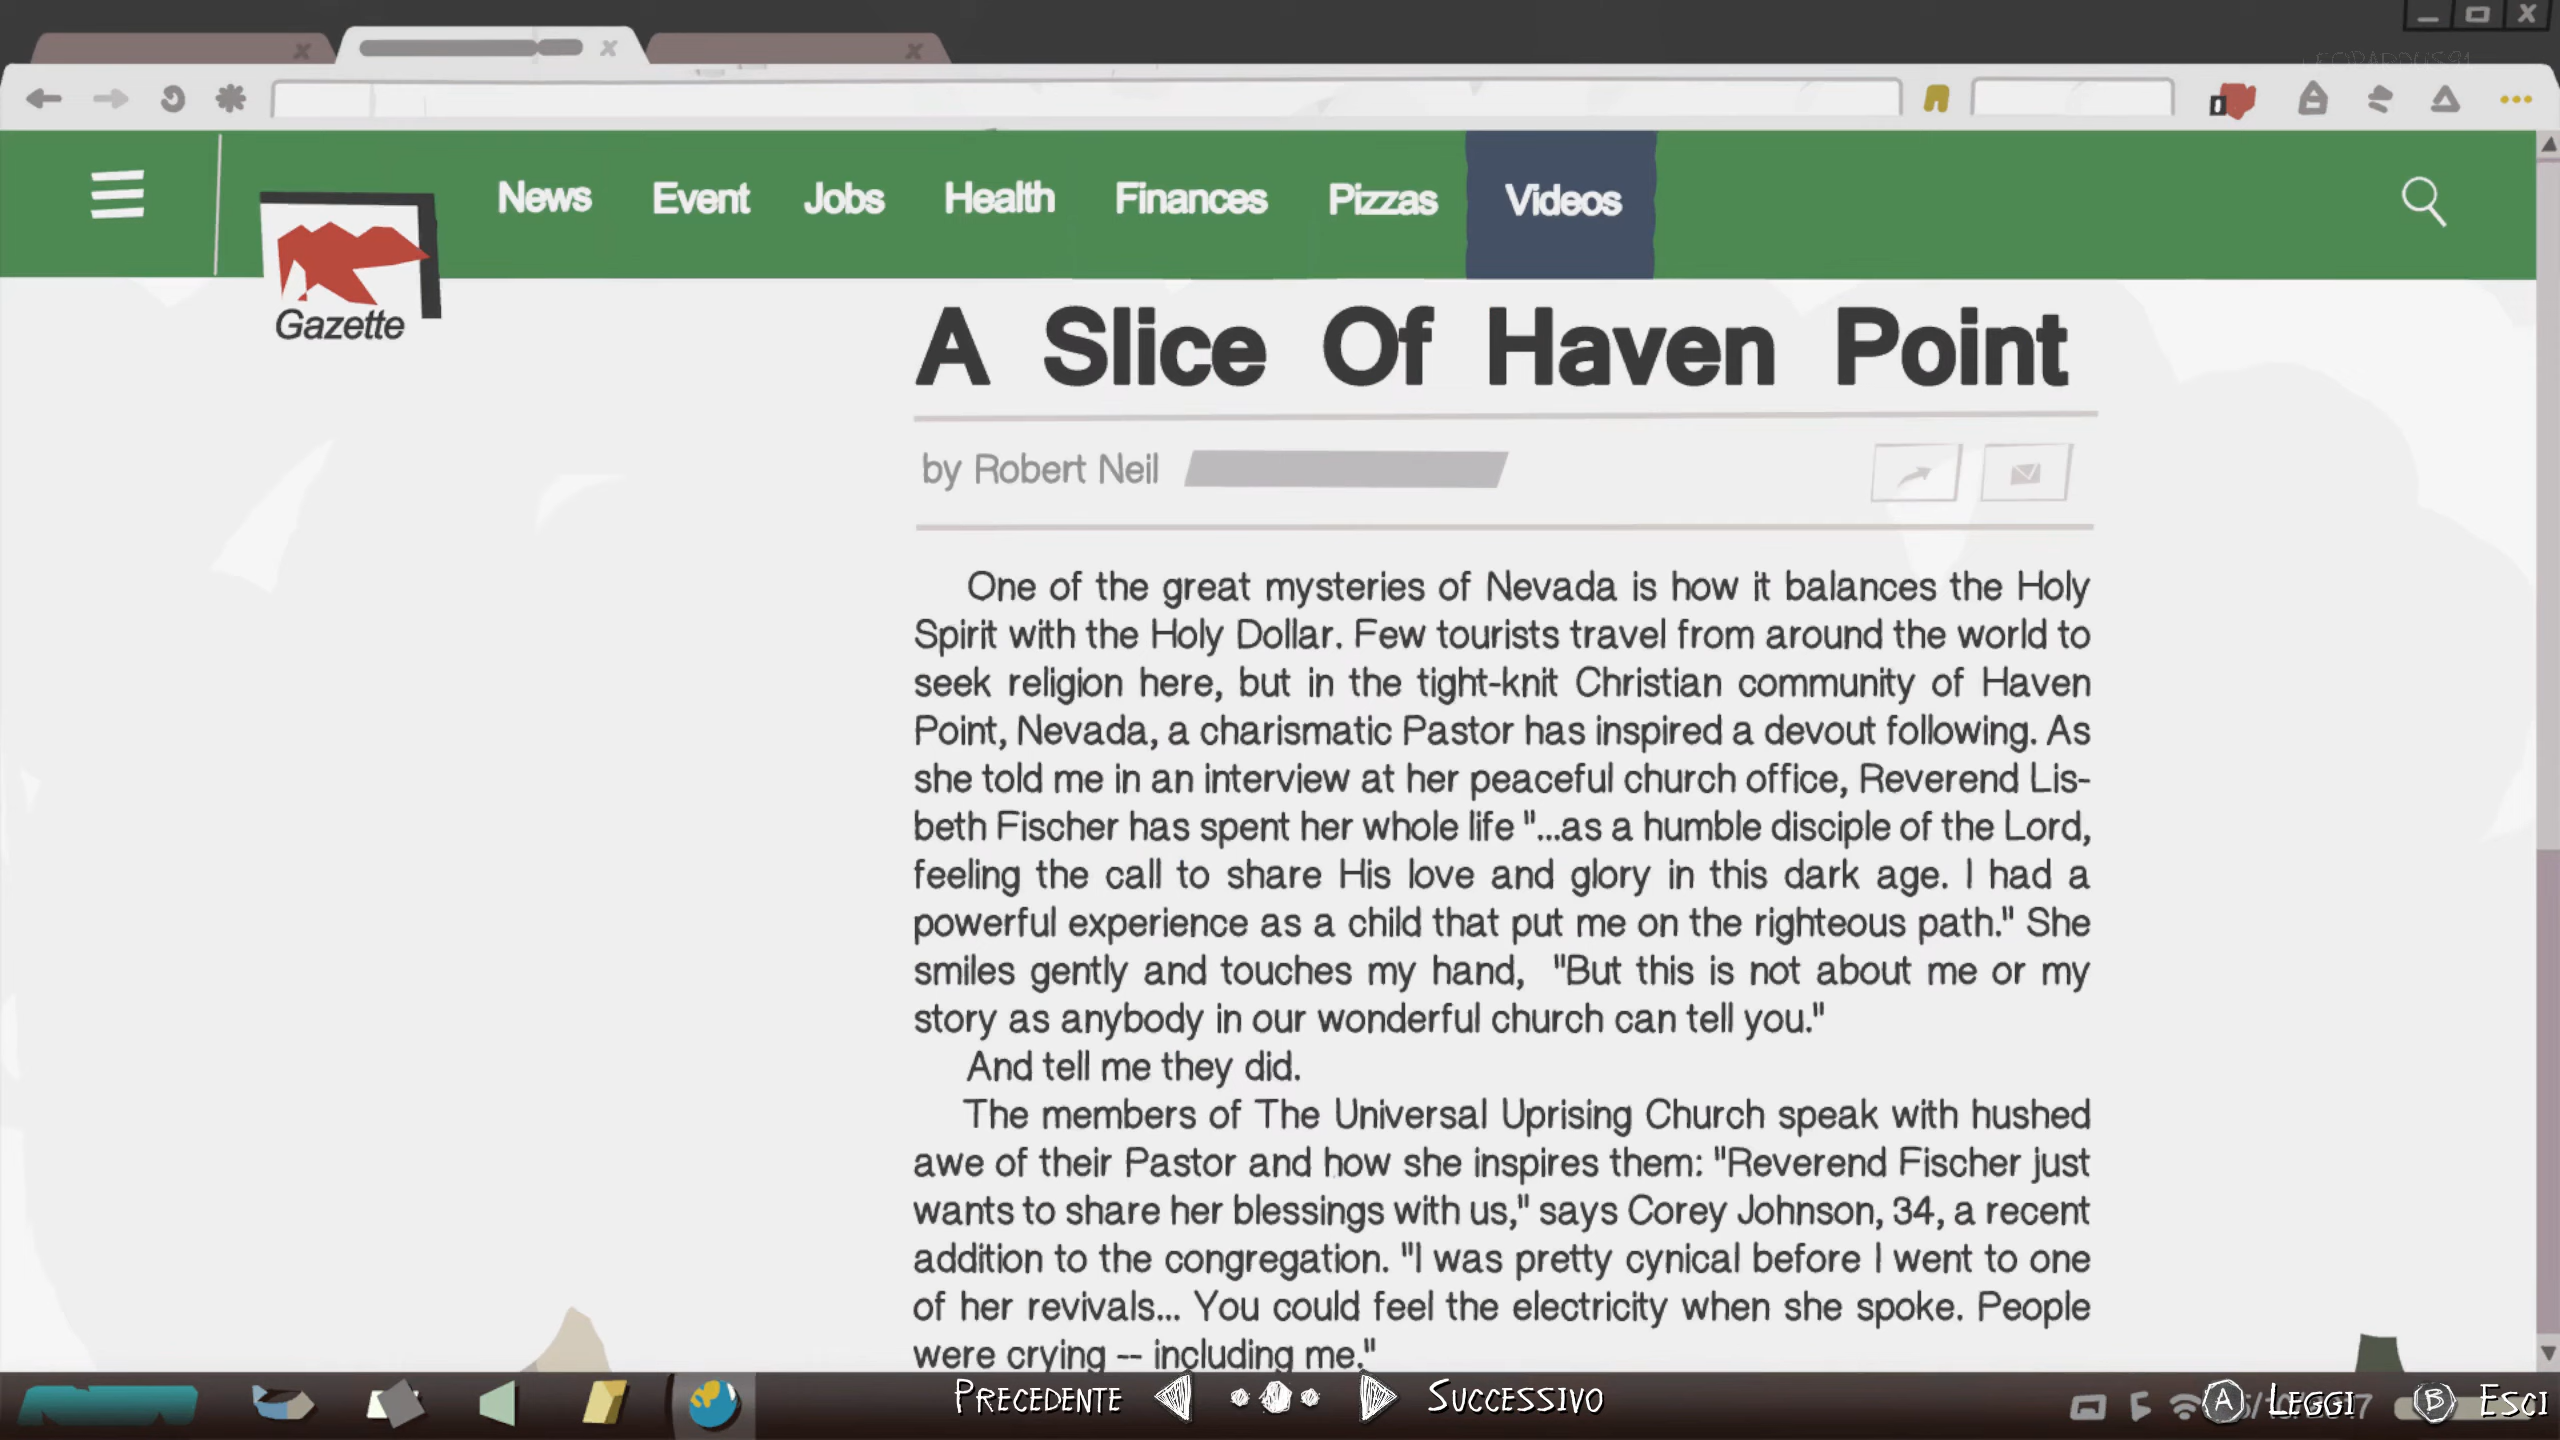 News Event Jobs Health Finances Pizzas Videos
Gazette
A Slice Of Haven Point
by Robert Neil
One of the great mysteries of Nevada is how it balances the Holy
Spirit with the Holy Dollar. Few tourists travel from around the world to
seek religion here, but in the tight-knit Christian community of Haven
Point, Nevada, a charismatic Pastor has inspired a devout following. As
she told me in an interview at her peaceful church office, Reverend Lis-
beth Fischer has spent her whole life "...as a humble disciple of the Lord,
feeling the call to share His love and glory in this dark age. I had a
powerful experience as a child that put me on the righteous path." She
smiles gently and touches my hand, "But this is not about me or my
story as anybody in our wonderful church can tell you."
And tell me they did.
The members of The Universal Uprising Church speak with hushed
awe of their Pastor and how she inspires them: "Reverend Fischer just
wants to share her blessings with us," says Corey Johnson, 34, a recent
addition to the congregation. "I was pretty cynical before I went to one
of her revivals... You could feel the electricity when she spoke. People
were crying -- including me."
Precedente Successivo
A Leggi B Esci